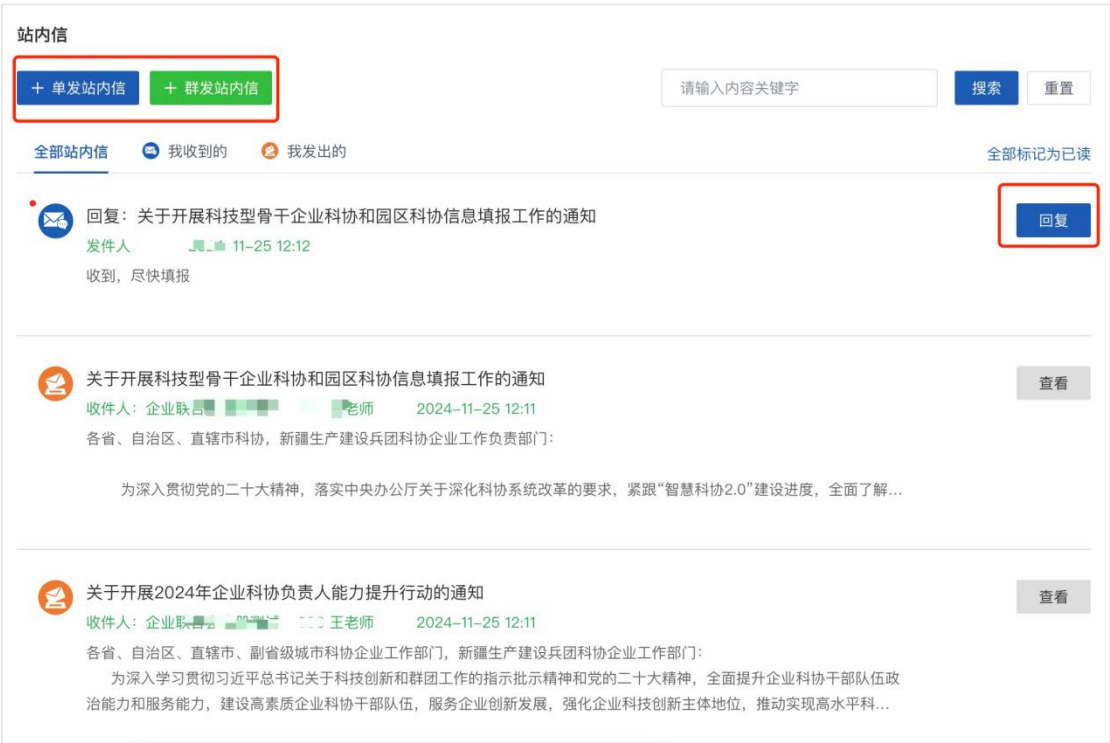 站内信
+ 单发站内信 + 群发站内信 请输入内容关键字 搜索 重置
全部站内信 我收到的 我发出的 全部标记为已读
回复：关于开展科技型骨干企业科协和园区科协信息填报工作的通知 回复
发件人 11-25 12:12
收到，尽快填报
关于开展科技型骨干企业科协和园区科协信息填报工作的通知 查看
收件人：企业联 老师 2024-11-25 12:11
各省、自治区、直辖市科协，新疆生产建设兵团科协企业工作负责部门：
为深入贯彻党的二十大精神，落实中央办公厅关于深化科协系统改革的要求，紧跟“智慧科协2.0”建设进度，全面了解...
关于开展2024年企业科协负责人能力提升行动的通知 查看
收件人：企业联 王老师 2024-11-25 12:11
各省、自治区、直辖市、副省级城市科协企业工作部门，新疆生产建设兵团科协企业工作部门：
为深入学习贯彻习近平总书记关于科技创新和群团工作的指示批示精神和党的二十大精神，全面提升企业科协干部队伍政
治能力和服务能力，建设高素质企业科协干部队伍，服务企业创新发展，强化企业科技创新主体地位，推动实现高水平科...